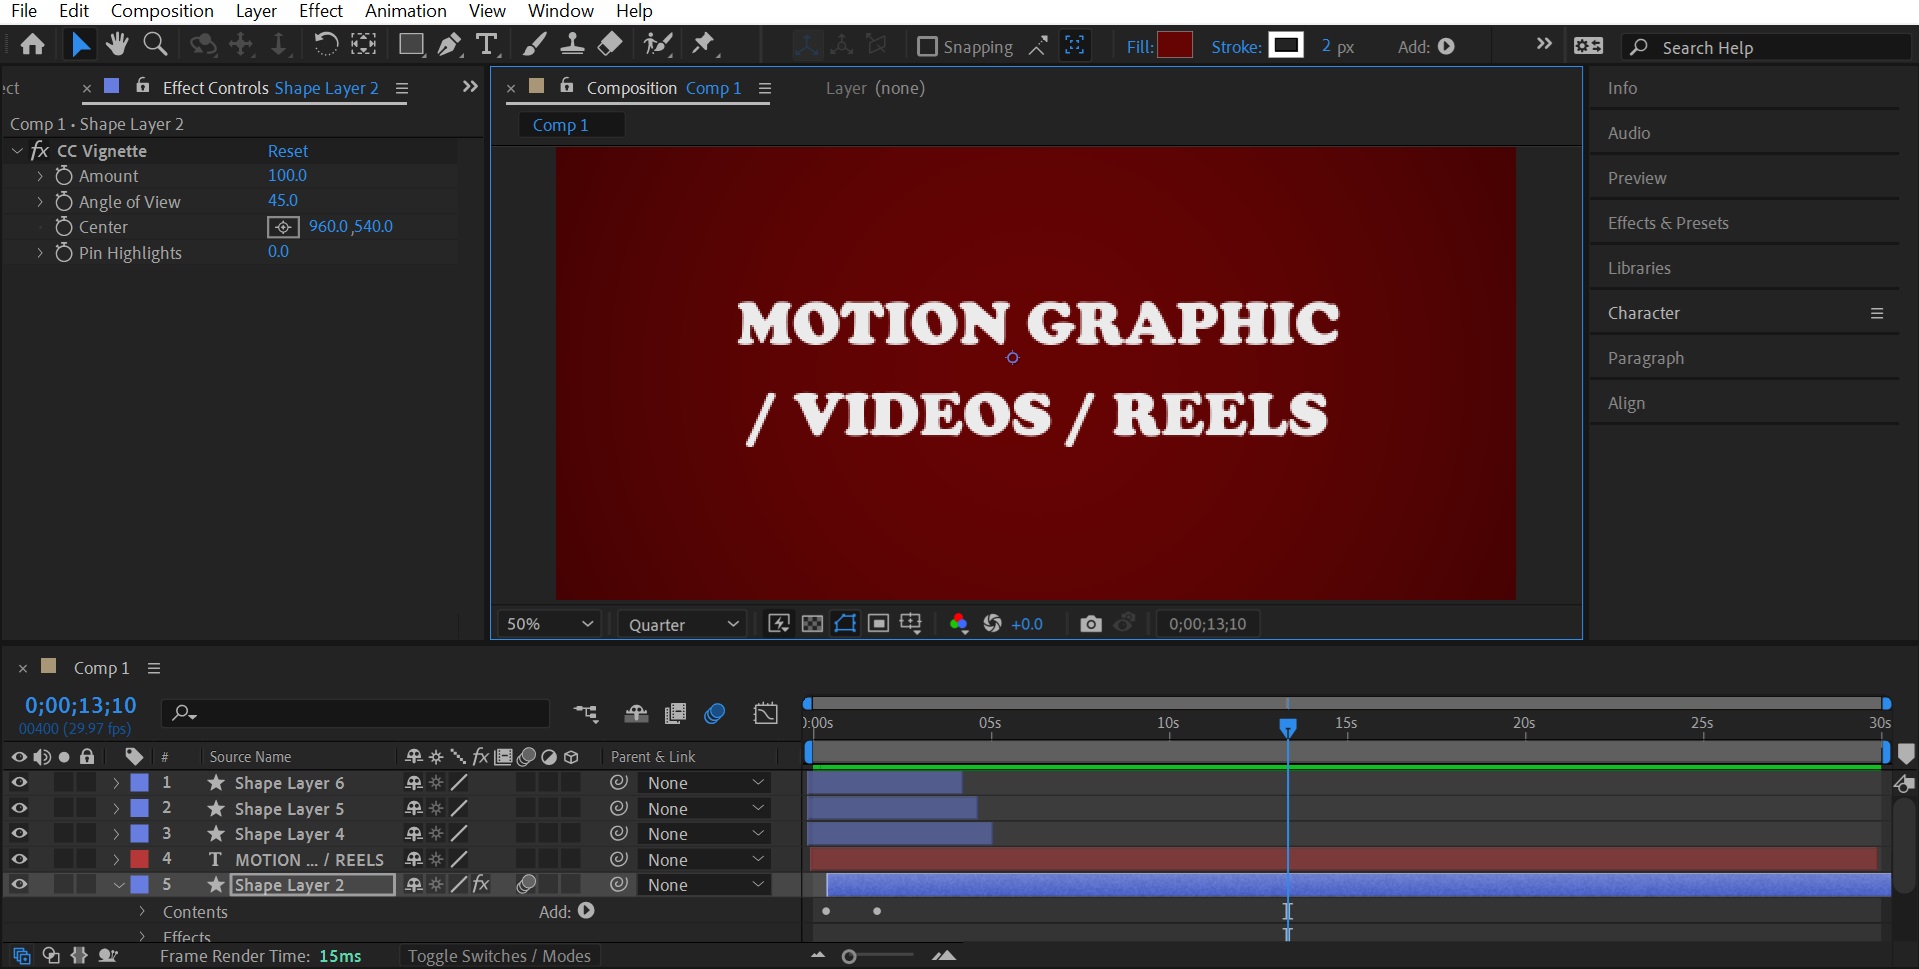 File Edit Composition Layer Effect Animation View Window Help
Snapping Fill: Stroke: 2 px Add: Search Help
ect Effect Controls Shape Layer 2
Comp 1 • Shape Layer 2
fx CC Vignette Reset
Amount 100.0
Angle of View 45.0
Center 960.0,540.0
Pin Highlights 0.0
Composition Comp 1 Layer (none)
Comp 1
MOTION GRAPHIC
/ VIDEOS / REELS
50% Quarter +0.0 0;00;13;10
Info
Audio
Preview
Effects & Presets
Libraries
Character
Paragraph
Align
Comp 1
0;00;13;10
00400 (29.97 fps)
):00s 05s 10s 15s 20s 25s 30s
# Source Name fx Parent & Link
1 Shape Layer 6 None
2 Shape Layer 5 None
3 Shape Layer 4 None
4 T MOTION ... / REELS None
5 Shape Layer 2 fx None
Contents Add:
Effects
Frame Render Time: 15ms Toggle Switches / Modes